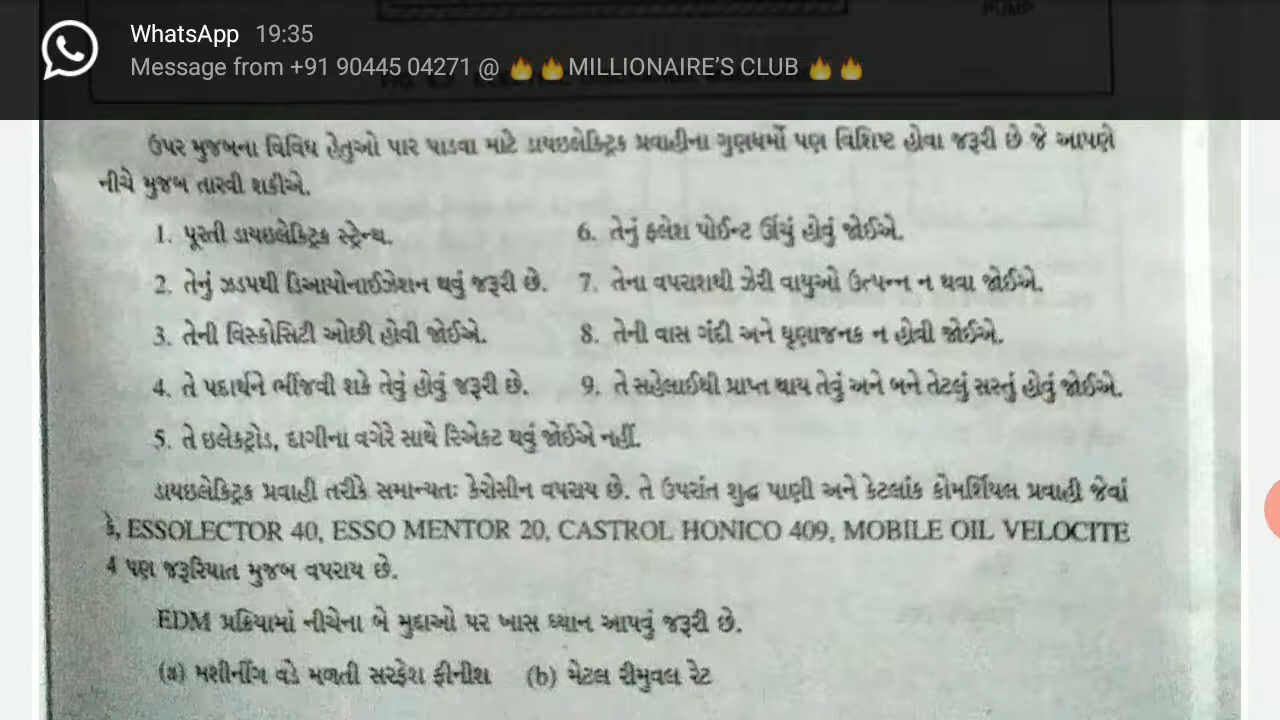 WhatsApp 19:35
Message from +91 90445 04271 @ 🔥🔥MILLIONAIRE'S CLUB 🔥🔥
PUMP
ઉપર મુજબના વિવિધ હેતુઓ પાર પાડવા માટે ડાયઇલેક્ટ્રિક પ્રવાહીના ગુણધર્મો પણ વિશિષ્ટ હોવા જરૂરી છે જે આપણે
નીચે મુજબ તારવી શકીએ.
1. પૂરતી ડાયઇલેક્ટ્રિક સ્ટ્રેન્થ.
2. તેનું ઝડપથી ડિઆયોનાઈઝેશન થવું જરૂરી છે.
3. તેની વિસ્કોસિટી ઓછી હોવી જોઈએ.
4. તે પદાર્થને ભીંજવી શકે તેવું હોવું જરૂરી છે.
5. તે ઇલેક્ટ્રોડ, દાગીના વગેરે સાથે રિએકટ થવું જોઈએ નહીં.
6. તેનું ફલેશ પોઈન્ટ ઊંચું હોવું જોઈએ.
7. તેના વપરાશથી ઝેરી વાયુઓ ઉત્પન્ન ન થવા જોઈએ.
8. તેની વાસ ગંદી અને ઘૃણાજનક ન હોવી જોઈએ.
9. તે સહેલાઈથી પ્રાપ્ત થાય તેવું અને બને તેટલું સસ્તું હોવું જોઈએ.
ડાયઇલેક્ટ્રિક પ્રવાહી તરીકે સમાન્યતઃ કેરોસીન વપરાય છે. તે ઉપરાંત શુદ્ધ પાણી અને કેટલાંક કોમર્શિયલ પ્રવાહી જેવાં
કે, ESSOLECTOR 40, ESSO MENTOR 20, CASTROL HONICO 409, MOBILE OIL VELOCITE
4 પણ જરૂરિયાત મુજબ વપરાય છે.
EDM પ્રક્રિયામાં નીચેના બે મુદ્દાઓ પર ખાસ ધ્યાન આપવું જરૂરી છે.
(a) મશીનીંગ વડે મળતી સરફેશ ફીનીશ (b) મેટલ રીમુવલ રેટ